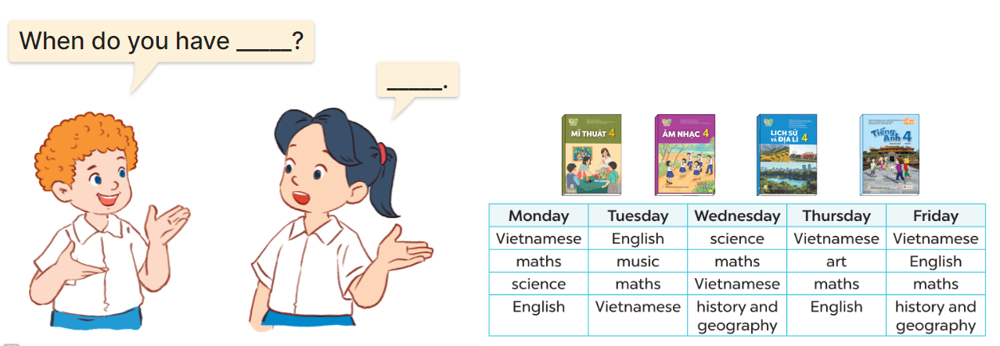 When do you have _____?
_____.
MĨ THUẬT 4
ÂM NHẠC 4
LỊCH SỬ
VÀ ĐỊA LÍ 4
Tiếng
Anh 4
Monday Tuesday Wednesday Thursday Friday
Vietnamese English science Vietnamese Vietnamese
maths music maths art English
science maths Vietnamese maths maths
English Vietnamese history and geography English history and geography